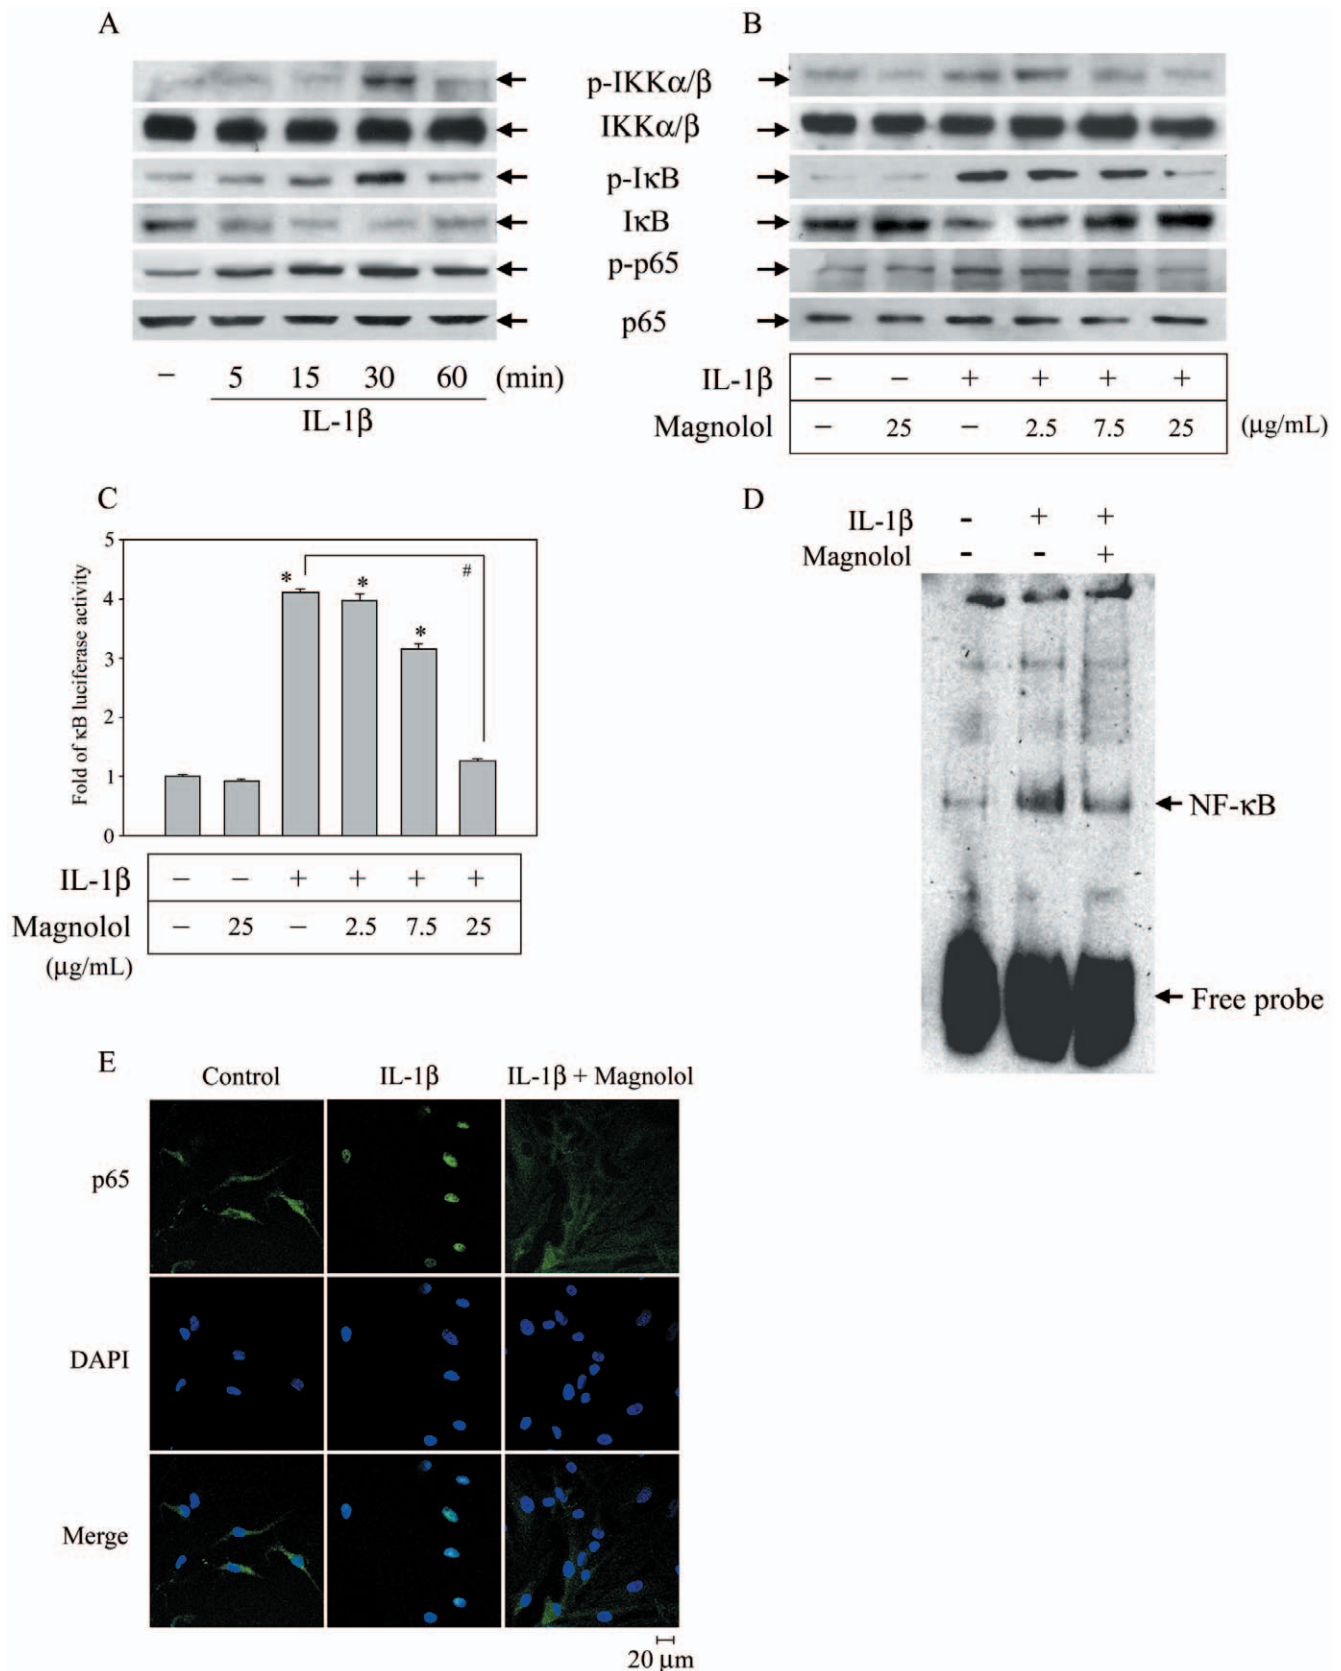 A
B
p-IKKα/β
IKKα/β
p-IκB
IκB
p-p65
p65
– 5 15 30 60 (min)
IL-1β
IL-1β – – + + + +
Magnolol – 25 – 2.5 7.5 25 (μg/mL)
C
Fold of κB luciferase activity
5
4
3
2
1
0
* * * #
IL-1β – – + + + +
Magnolol – 25 – 2.5 7.5 25
(μg/mL)
D
IL-1β - + +
Magnolol - - +
NF-κB
Free probe
E
Control IL-1β IL-1β + Magnolol
p65
DAPI
Merge
20 μm